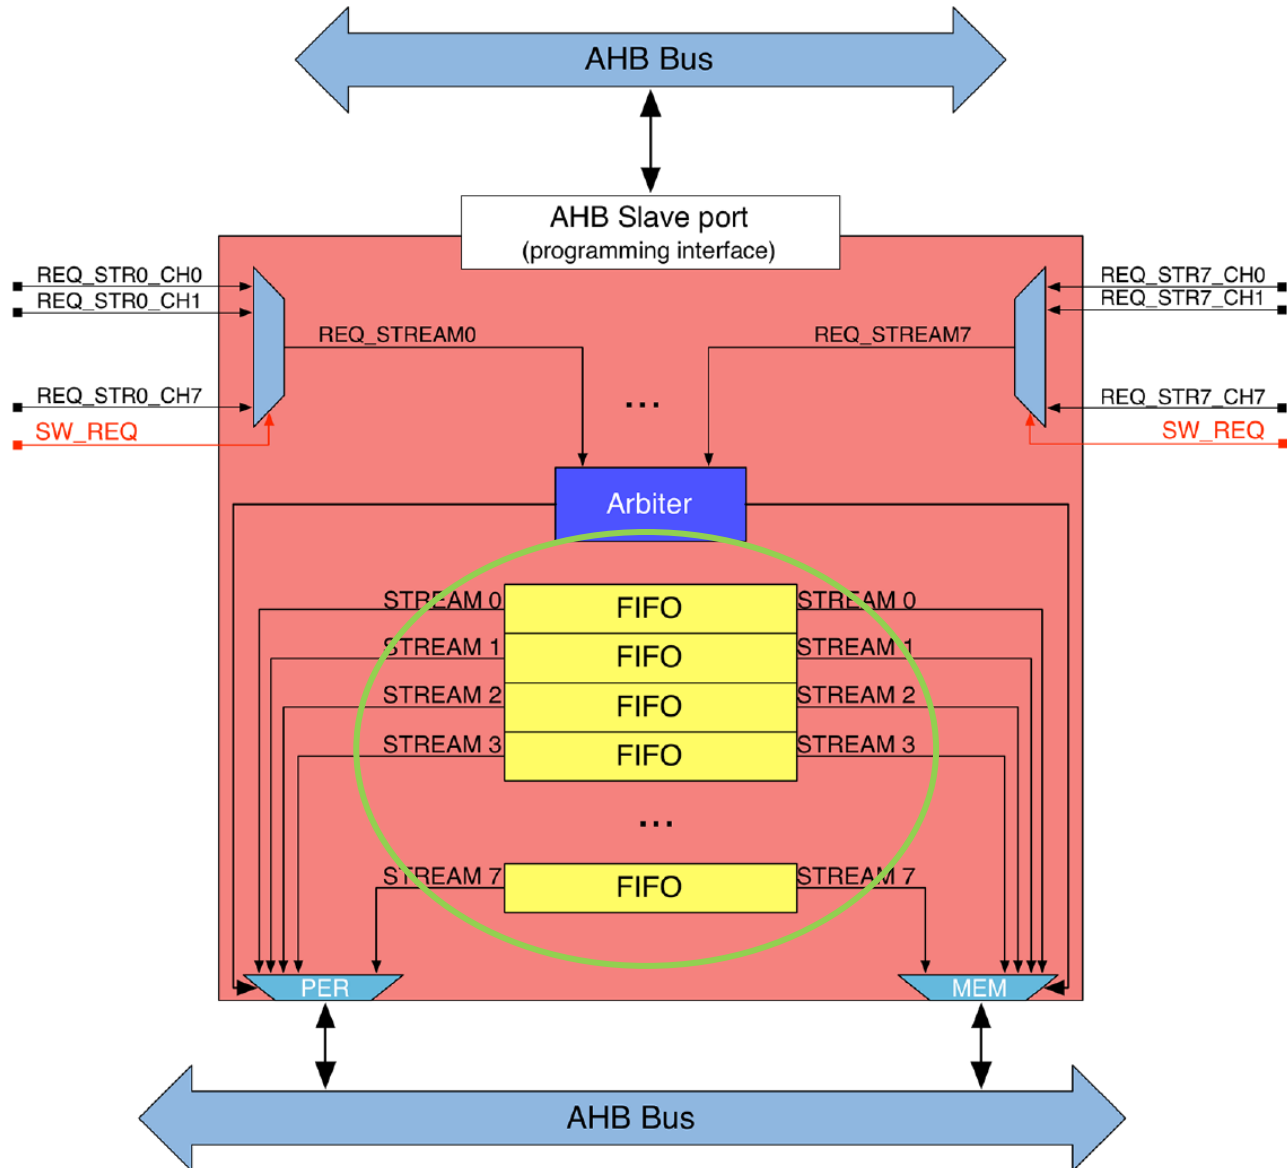 AHB Bus
AHB Slave port
(programming interface)
REQ_STR0_CH0
REQ_STR0_CH1
REQ_STR0_CH7
SW_REQ
REQ_STREAM0
REQ_STREAM7
REQ_STR7_CH0
REQ_STR7_CH1
REQ_STR7_CH7
SW_REQ
...
Arbiter
STREAM 0 FIFO STREAM 0
STREAM 1 FIFO STREAM 1
STREAM 2 FIFO STREAM 2
STREAM 3 FIFO STREAM 3
...
STREAM 7 FIFO STREAM 7
PER
MEM
AHB Bus